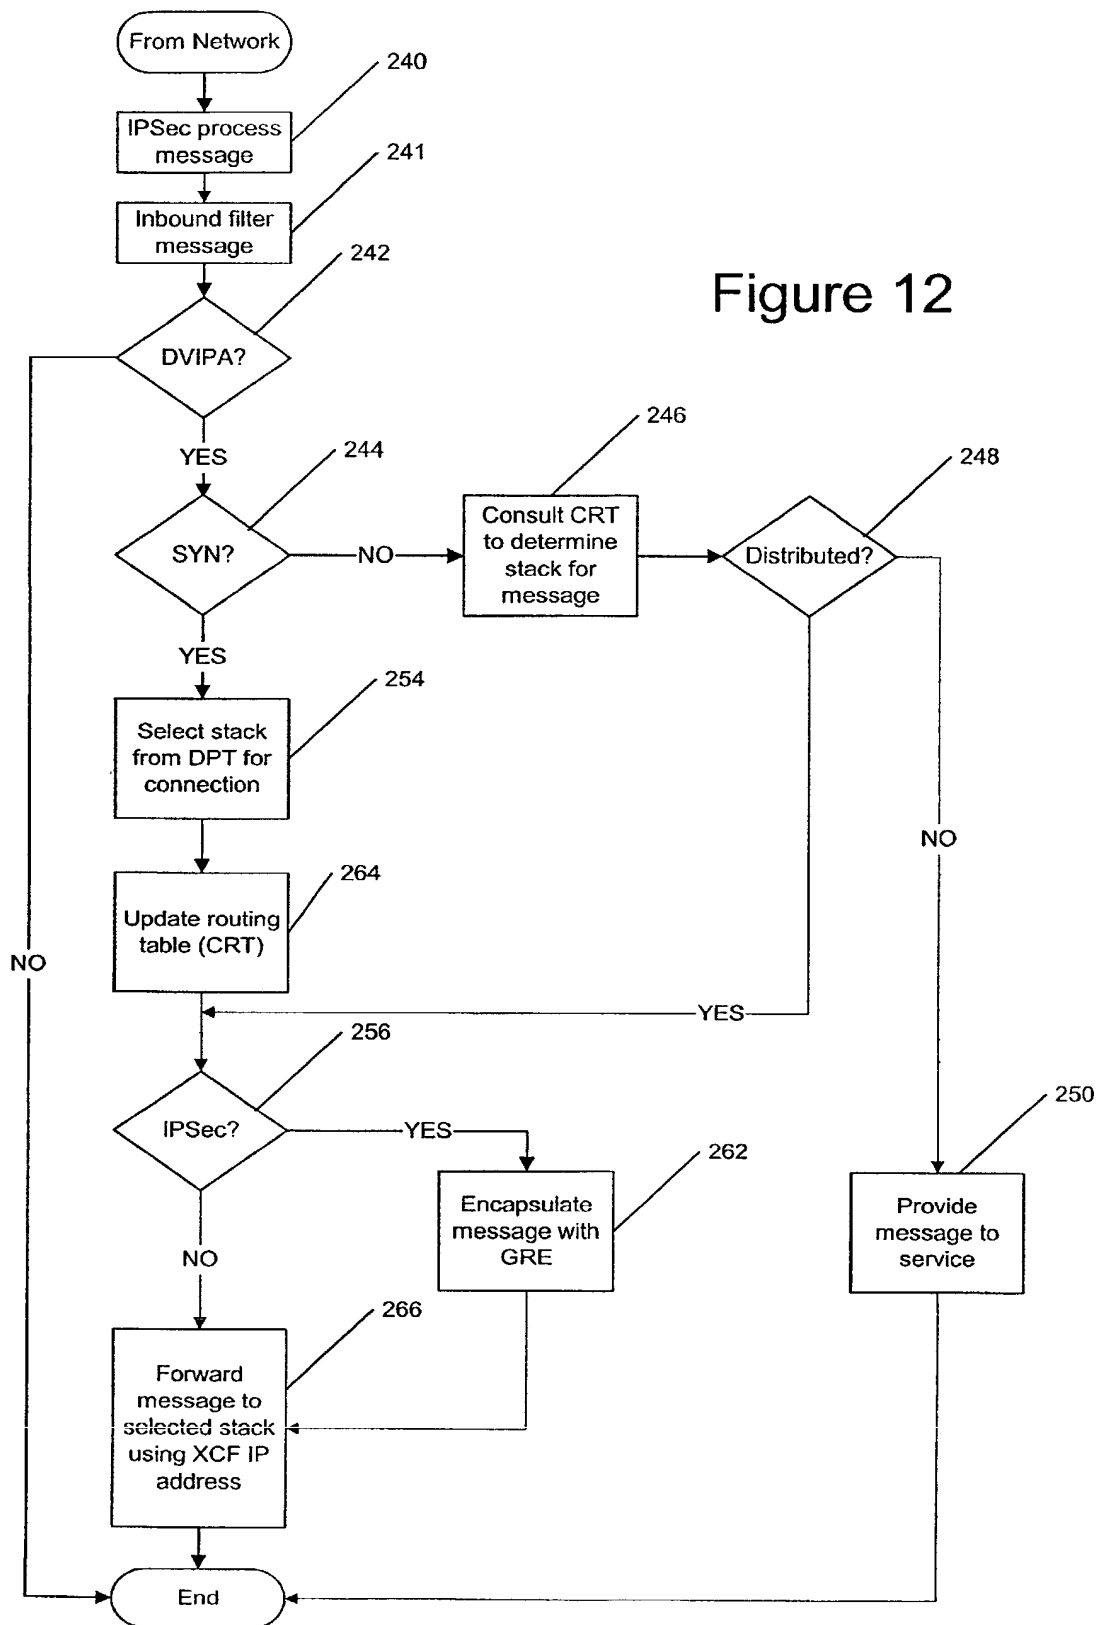 From Network
240
IPSec process
message
241
Inbound filter
message
242
Figure 12
DVIPA?
YES
244
246
248
SYN?
NO
Consult CRT
to determine
stack for
message
Distributed?
YES
254
Select stack
from DPT for
connection
NO
264
Update routing
table (CRT)
NO
YES
256
IPSec?
YES
250
262
Encapsulate
message with
GRE
Provide
message to
service
NO
266
Forward
message to
selected stack
using XCF IP
address
End